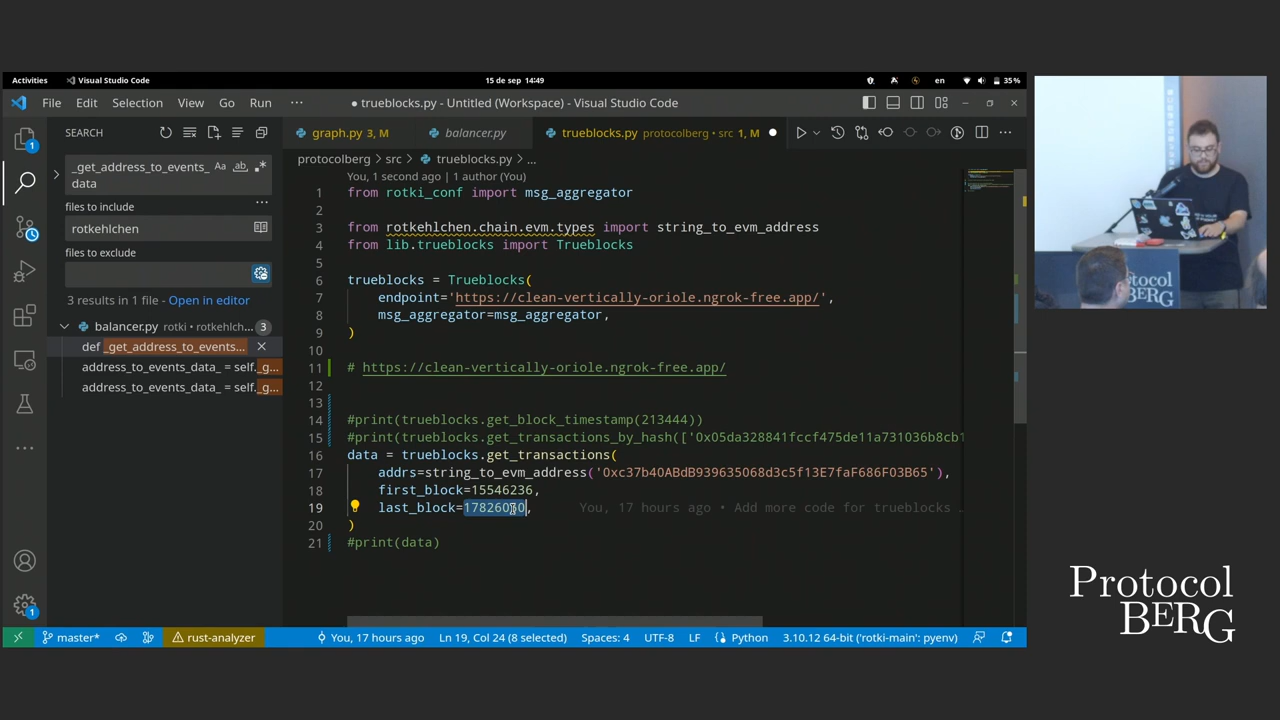 Activities
Visual Studio Code
15 de sep 14:49
en
35%
File Edit Selection View Go Run ···
● trueblocks.py - Untitled (Workspace) - Visual Studio Code
SEARCH
_get_address_to_events_
data
files to include
rotkehlchen
files to exclude
3 results in 1 file - Open in editor
balancer.py rotki • rotkehlch... 3
def _get_address_to_events...
address_to_events_data_ = self._g...
address_to_events_data_ = self._g...
graph.py 3, M
balancer.py
trueblocks.py protocolberg • src 1, M
protocolberg > src > trueblocks.py > ...
You, 1 second ago | 1 author (You)
1 from rotki_conf import msg_aggregator
2
3 from rotkehlchen.chain.evm.types import string_to_evm_address
4 from lib.trueblocks import Trueblocks
5
6 trueblocks = Trueblocks(
7 endpoint='https://clean-vertically-oriole.ngrok-free.app/',
8 msg_aggregator=msg_aggregator,
9 )
10
11 # https://clean-vertically-oriole.ngrok-free.app/
12
13
14 #print(trueblocks.get_block_timestamp(213444))
15 #print(trueblocks.get_transactions_by_hash(['0x05da328841fccf475de11a731036b8cb1
16 data = trueblocks.get_transactions(
17 addrs=string_to_evm_address('0xc37b40ABdB939635068d3c5f13E7faF686F03B65'),
18 first_block=15546236,
19 last_block= You, 17 hours ago • Add more code for trueblocks
20 )
21 #print(data)
master*
rust-analyzer
You, 17 hours ago
Ln 19, Col 24 (8 selected)
Spaces: 4
UTF-8
LF
Python
3.10.12 64-bit ('rotki-main': pyenv)
Protocol
BERG
Protocol
BERG